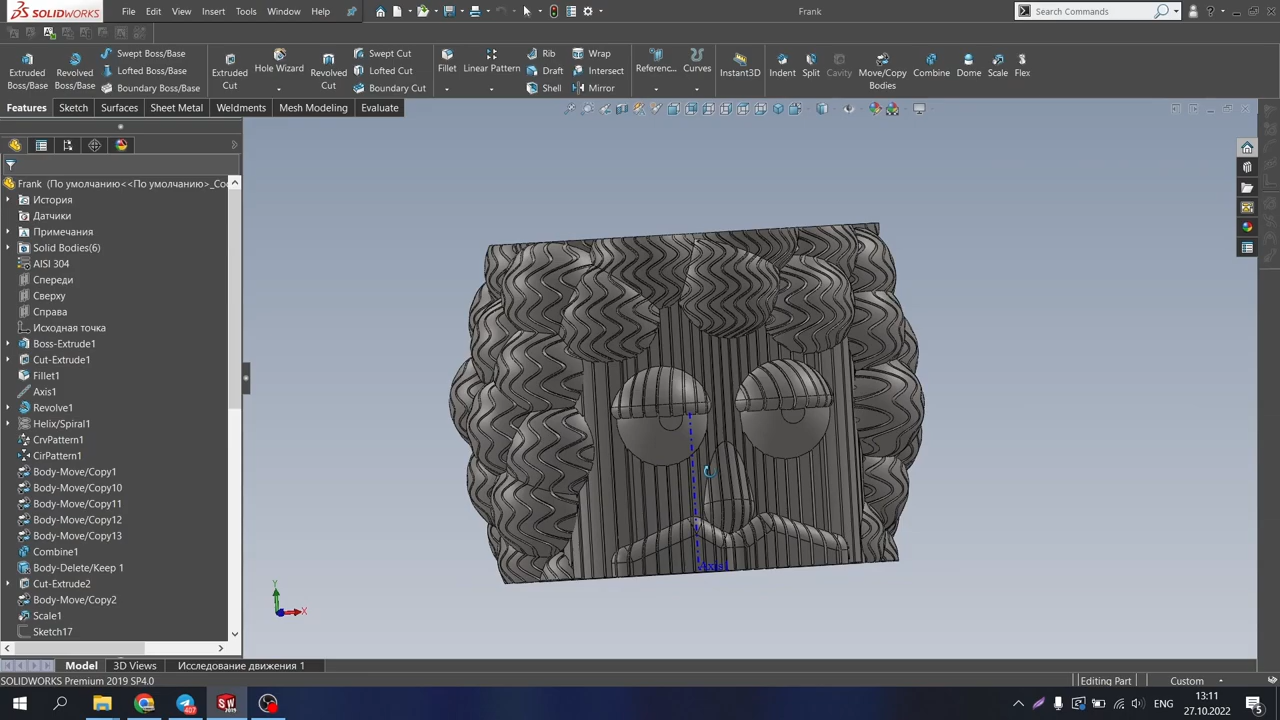 SOLIDWORKS File Edit View Insert Tools Window Help Frank Search Commands
Extruded Boss/Base
Revolved Boss/Base
Swept Boss/Base
Lofted Boss/Base
Boundary Boss/Base
Extruded Cut
Hole Wizard
Revolved Cut
Swept Cut
Lofted Cut
Boundary Cut
Fillet
Linear Pattern
Rib
Draft
Shell
Wrap
Intersect
Mirror
Referenc...
Curves
Instant3D
Indent
Split
Cavity
Move/Copy Bodies
Combine
Dome
Scale
Flex
Features Sketch Surfaces Sheet Metal Weldments Mesh Modeling Evaluate
Frank (По умолчанию<<По умолчанию>_Со
История
Датчики
Примечания
Solid Bodies(6)
AISI 304
Спереди
Сверху
Справа
Исходная точка
Boss-Extrude1
Cut-Extrude1
Fillet1
Axis1
Revolve1
Helix/Spiral1
CrvPattern1
CirPattern1
Body-Move/Copy1
Body-Move/Copy10
Body-Move/Copy11
Body-Move/Copy12
Body-Move/Copy13
Combine1
Body-Delete/Keep 1
Cut-Extrude2
Body-Move/Copy2
Scale1
Sketch17
Axis1
Y
X
Model 3D Views Исследование движения 1
SOLIDWORKS Premium 2019 SP4.0 Editing Part Custom
407
SW
2019
ENG
13:11
27.10.2022
5